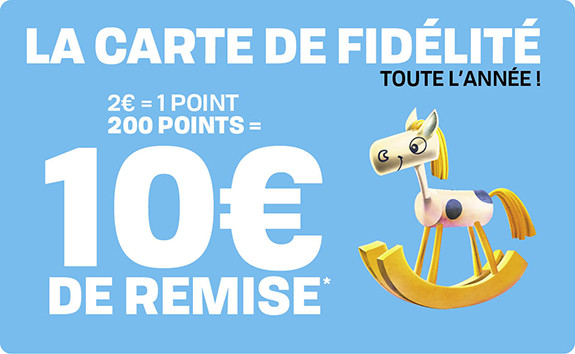 LA CARTE DE FIDÉLITÉ
TOUTE L'ANNÉE !
2€ = 1 POINT
200 POINTS =
10€
DE REMISE*